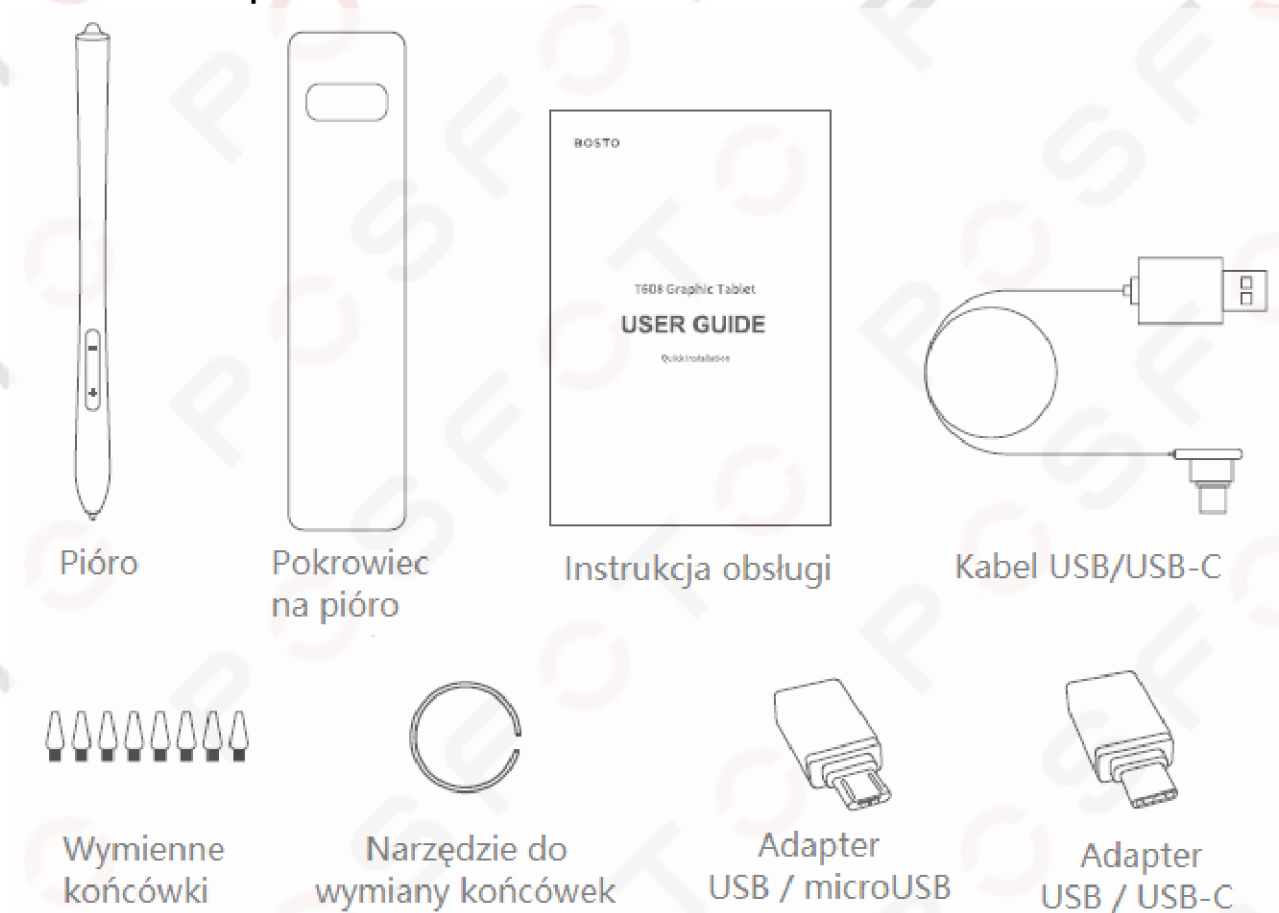 BOSTO
T608 Graphic Tablet
USER GUIDE
Quick Installation
Pióro
Pokrowiec
na pióro
Instrukcja obsługi
Kabel USB/USB-C
Wymienne
końcówki
Narzędzie do
wymiany końcówek
Adapter
USB / microUSB
Adapter
USB / USB-C